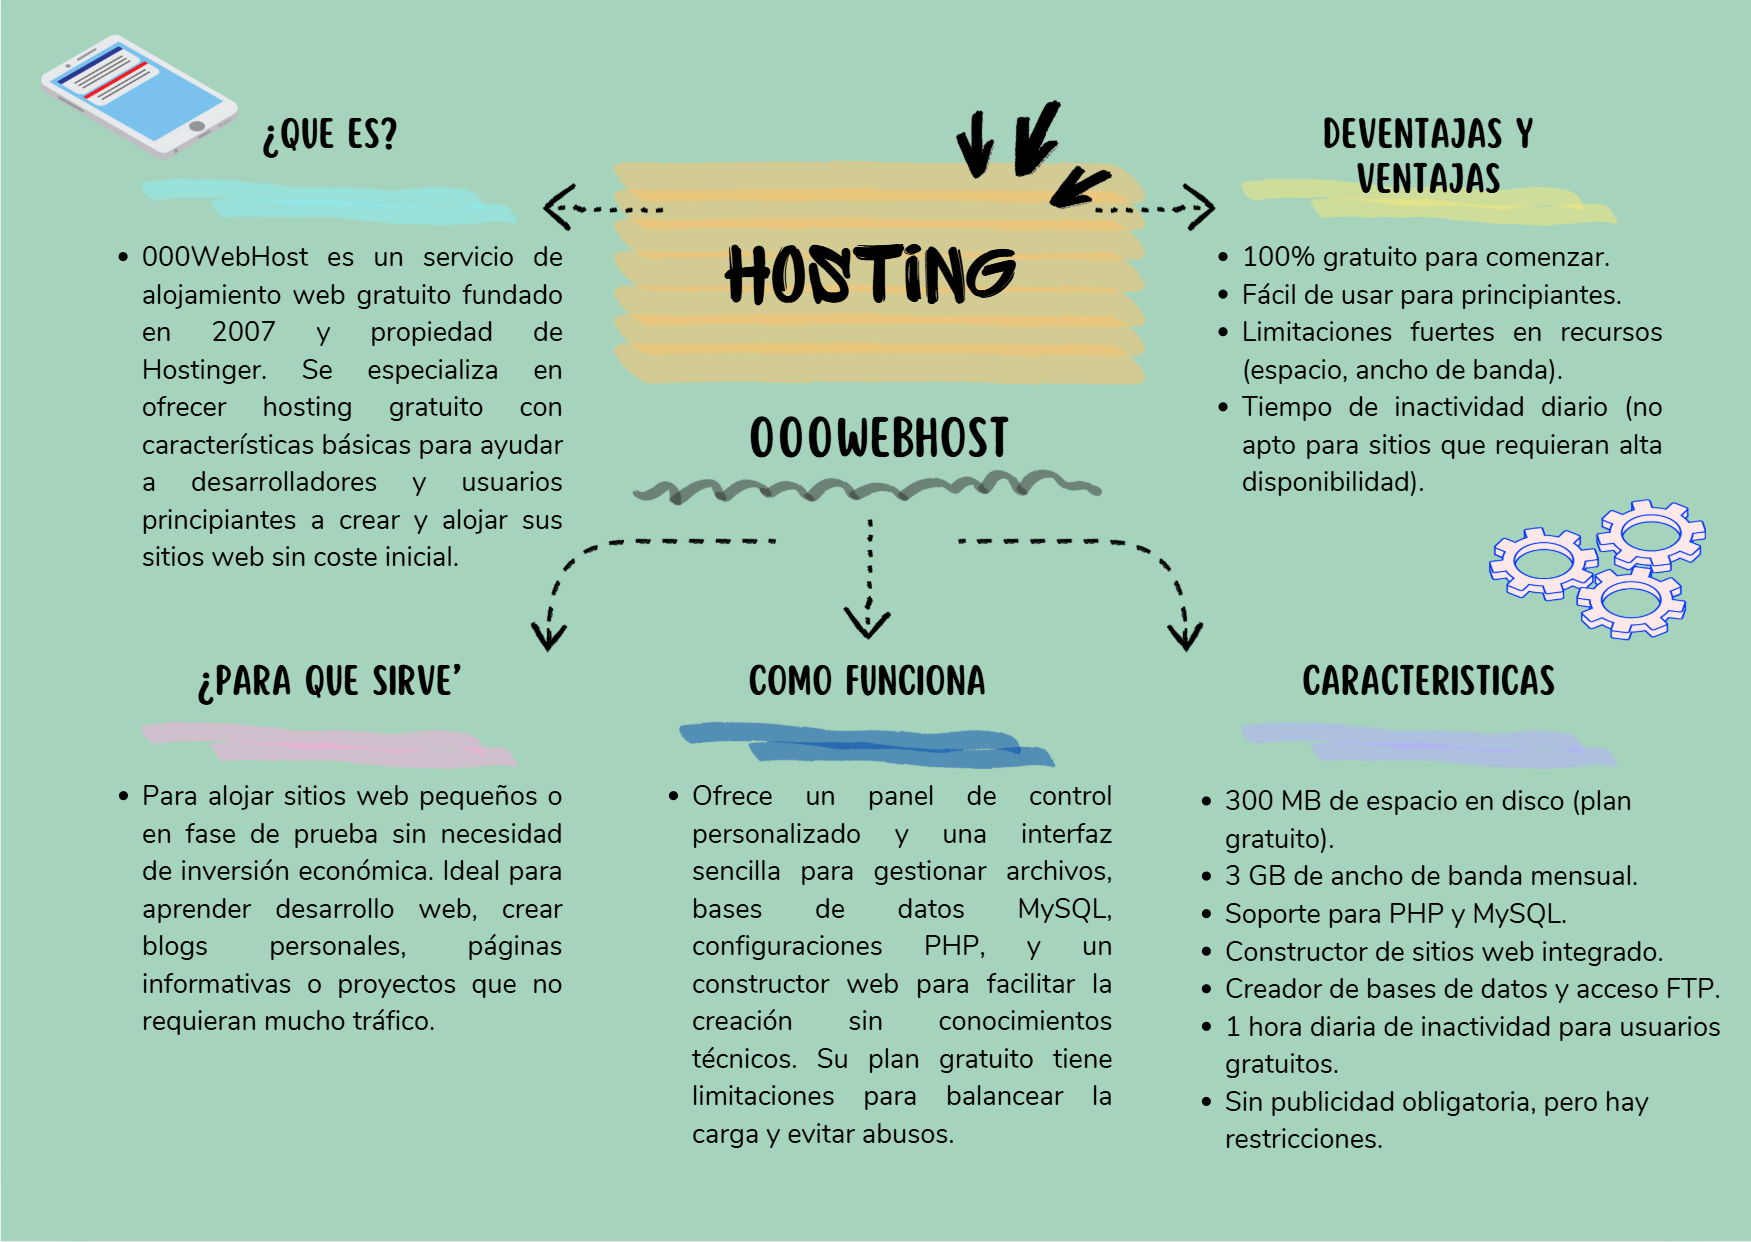 ¿QUE ES?
000WebHost es un servicio de
alojamiento web gratuito fundado
en 2007 y propiedad de
Hostinger. Se especializa en
ofrecer hosting gratuito con
características básicas para ayudar
a desarrolladores y usuarios
principiantes a crear y alojar sus
sitios web sin coste inicial.
HOSTING
000WEBHOST
DEVENTAJAS Y
VENTAJAS
100% gratuito para comenzar.
Fácil de usar para principiantes.
Limitaciones fuertes en recursos
(espacio, ancho de banda).
Tiempo de inactividad diario (no
apto para sitios que requieran alta
disponibilidad).
¿PARA QUE SIRVE’
Para alojar sitios web pequeños o
en fase de prueba sin necesidad
de inversión económica. Ideal para
aprender desarrollo web, crear
blogs personales, páginas
informativas o proyectos que no
requieran mucho tráfico.
COMO FUNCIONA
Ofrece un panel de control
personalizado y una interfaz
sencilla para gestionar archivos,
bases de datos MySQL,
configuraciones PHP, y un
constructor web para facilitar la
creación sin conocimientos
técnicos. Su plan gratuito tiene
limitaciones para balancear la
carga y evitar abusos.
CARACTERISTICAS
300 MB de espacio en disco (plan
gratuito).
3 GB de ancho de banda mensual.
Soporte para PHP y MySQL.
Constructor de sitios web integrado.
Creador de bases de datos y acceso FTP.
1 hora diaria de inactividad para usuarios
gratuitos.
Sin publicidad obligatoria, pero hay
restricciones.